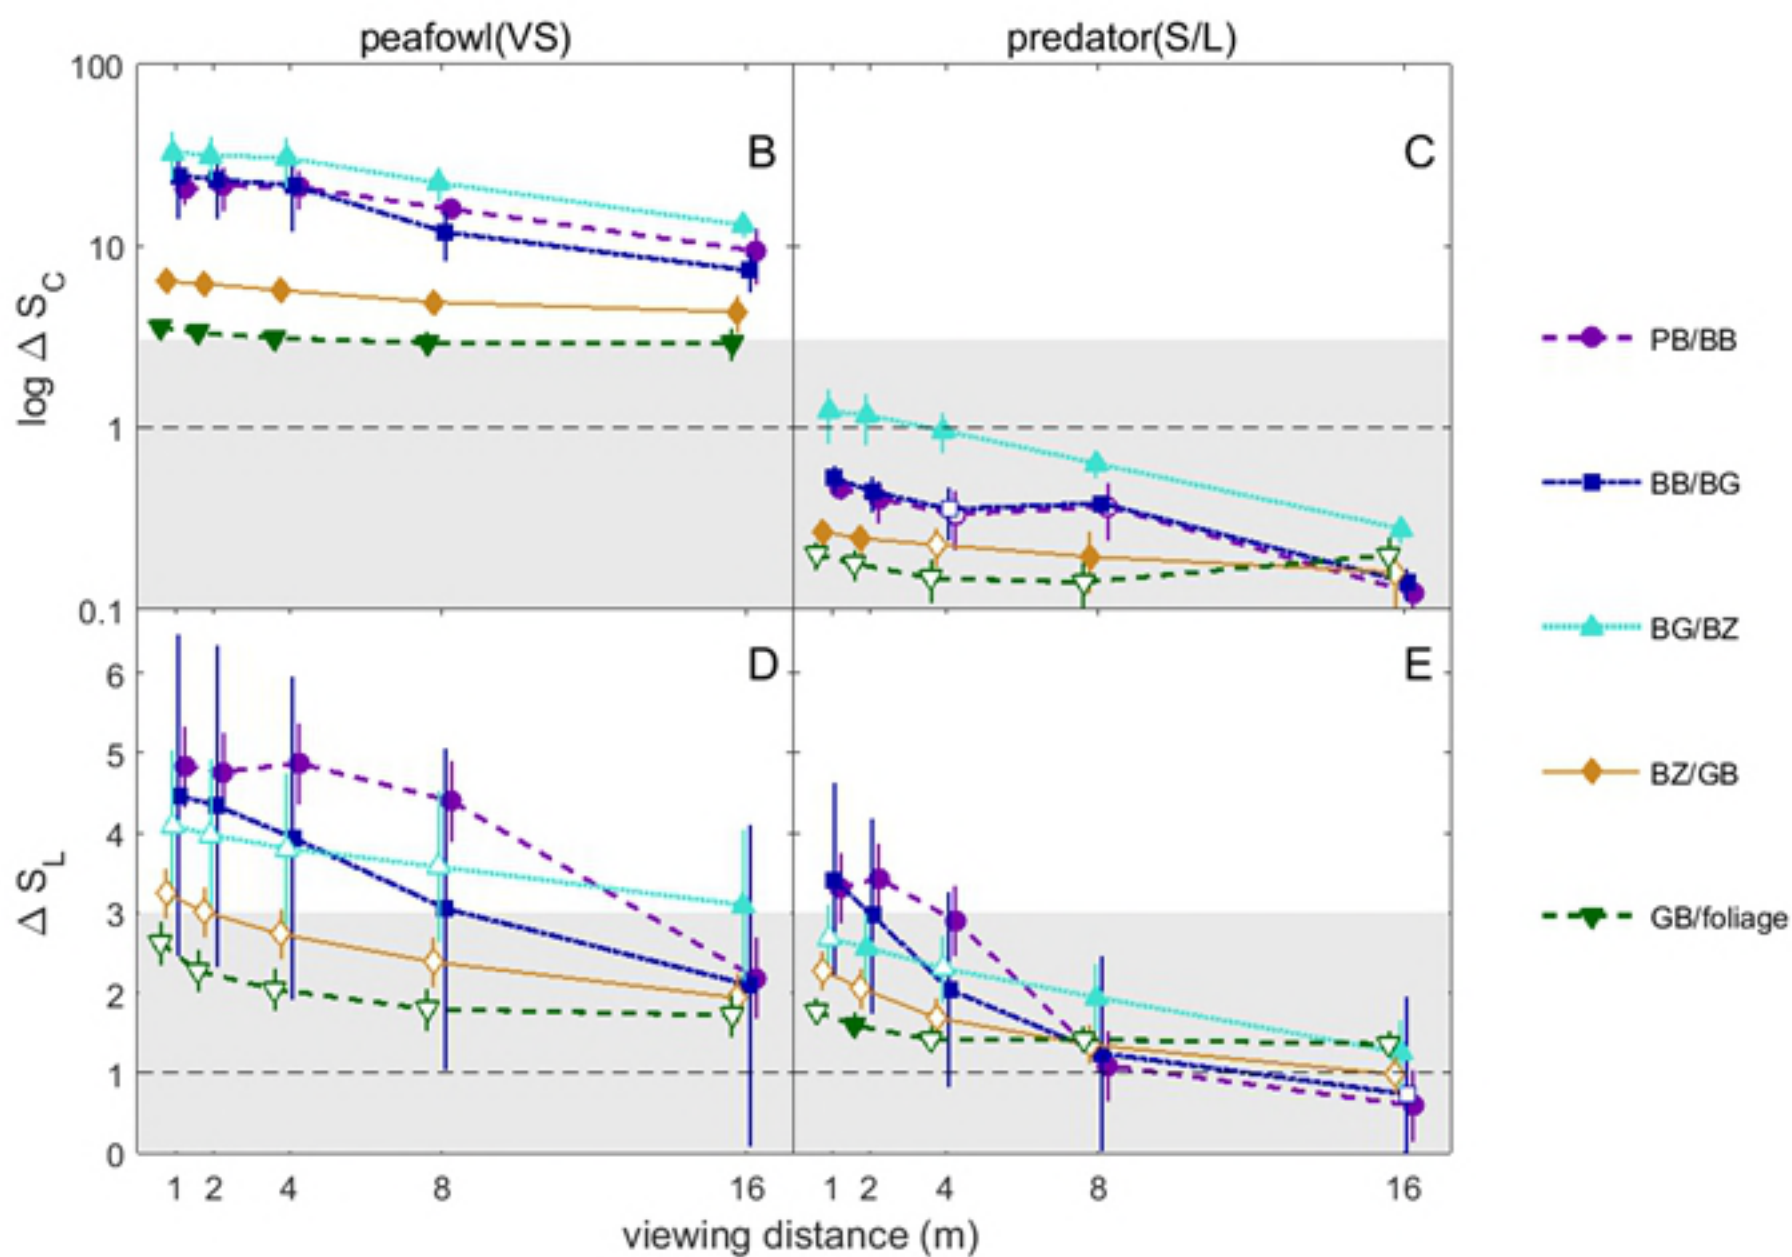 peafowl(VS) predator(S/L)
100
10
1
0.1
log Δ S_C
B
C
6
5
4
3
2
1
0
Δ S_L
D
E
1 2 4 8 16 1 2 4 8 16
viewing distance (m)
PB/BB
BB/BG
BG/BZ
BZ/GB
GB/foliage